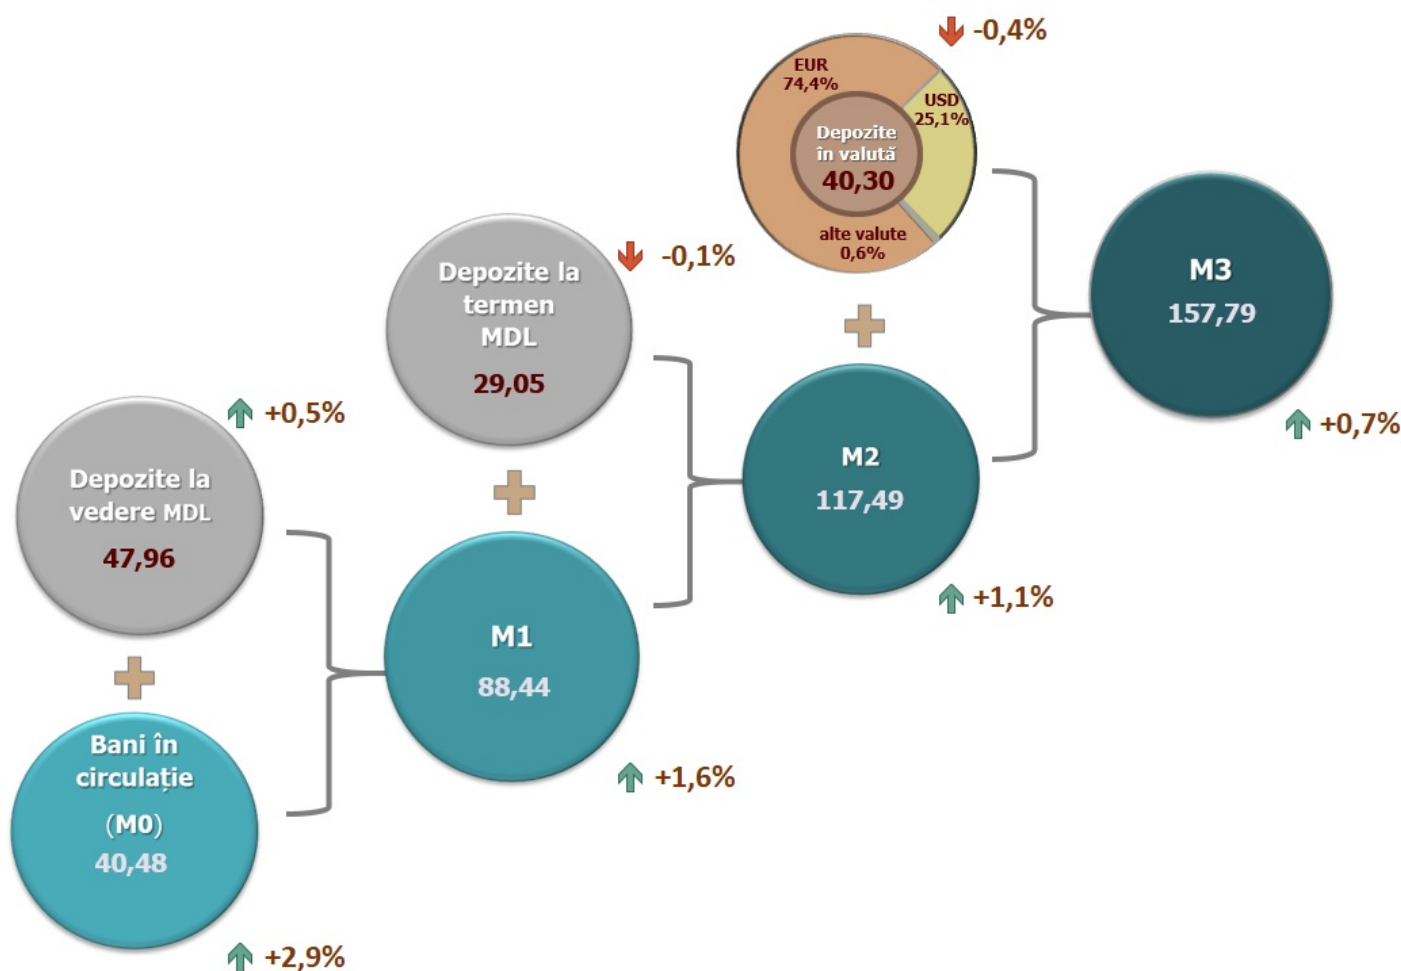 -0,4%
EUR
74,4%
USD
25,1%
Depozite
în valută
40,30
alte valute
0,6%
M3
157,79
+0,7%
-0,1%
Depozite la
termen
MDL
29,05
M2
117,49
+1,1%
+0,5%
Depozite la
vedere MDL
47,96
M1
88,44
+1,6%
Bani în
circulație
(M0)
40,48
+2,9%